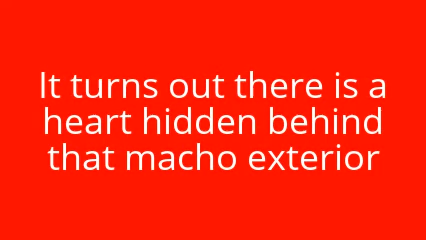 It turns out there is a
heart hidden behind
that macho exterior